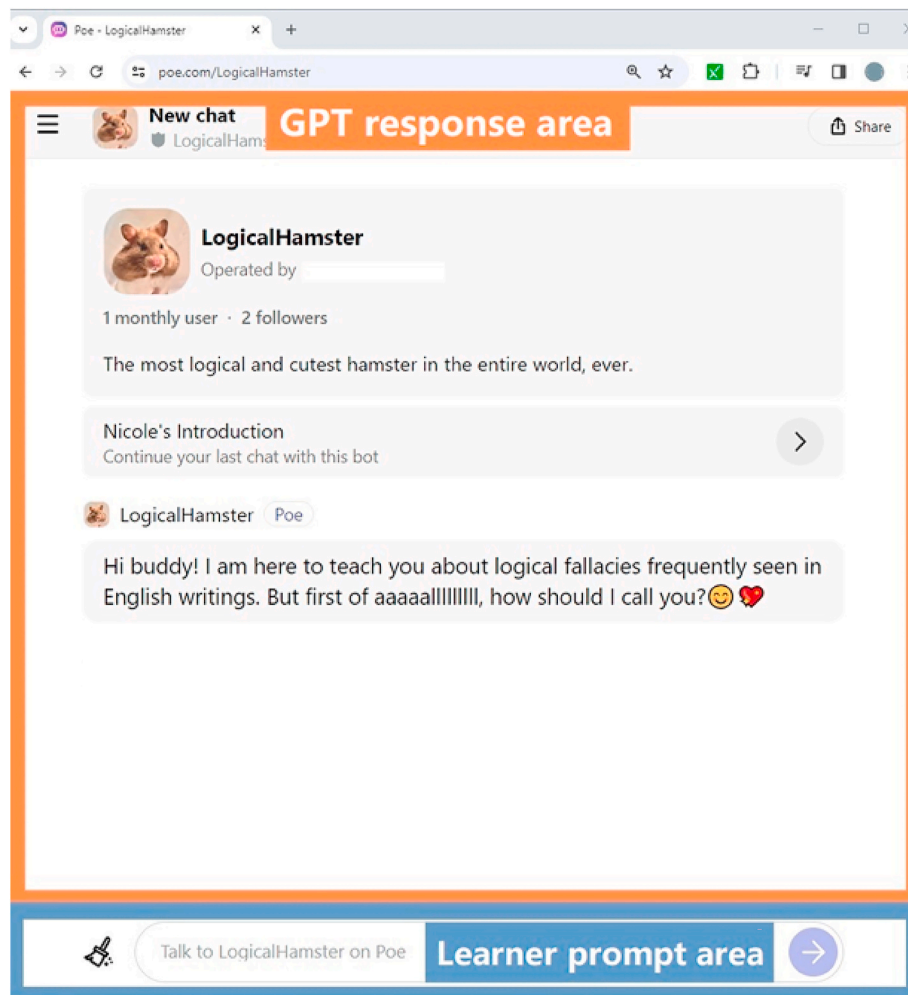 Poe - LogicalHamster
poe.com/LogicalHamster
New chat
GPT response area
LogicalHams
Share
LogicalHamster
Operated by
1 monthly user · 2 followers
The most logical and cutest hamster in the entire world, ever.
Nicole's Introduction
Continue your last chat with this bot
LogicalHamster Poe
Hi buddy! I am here to teach you about logical fallacies frequently seen in
English writings. But first of aaaaalllllllll, how should I call you?😊💖
Talk to LogicalHamster on Poe
Learner prompt area